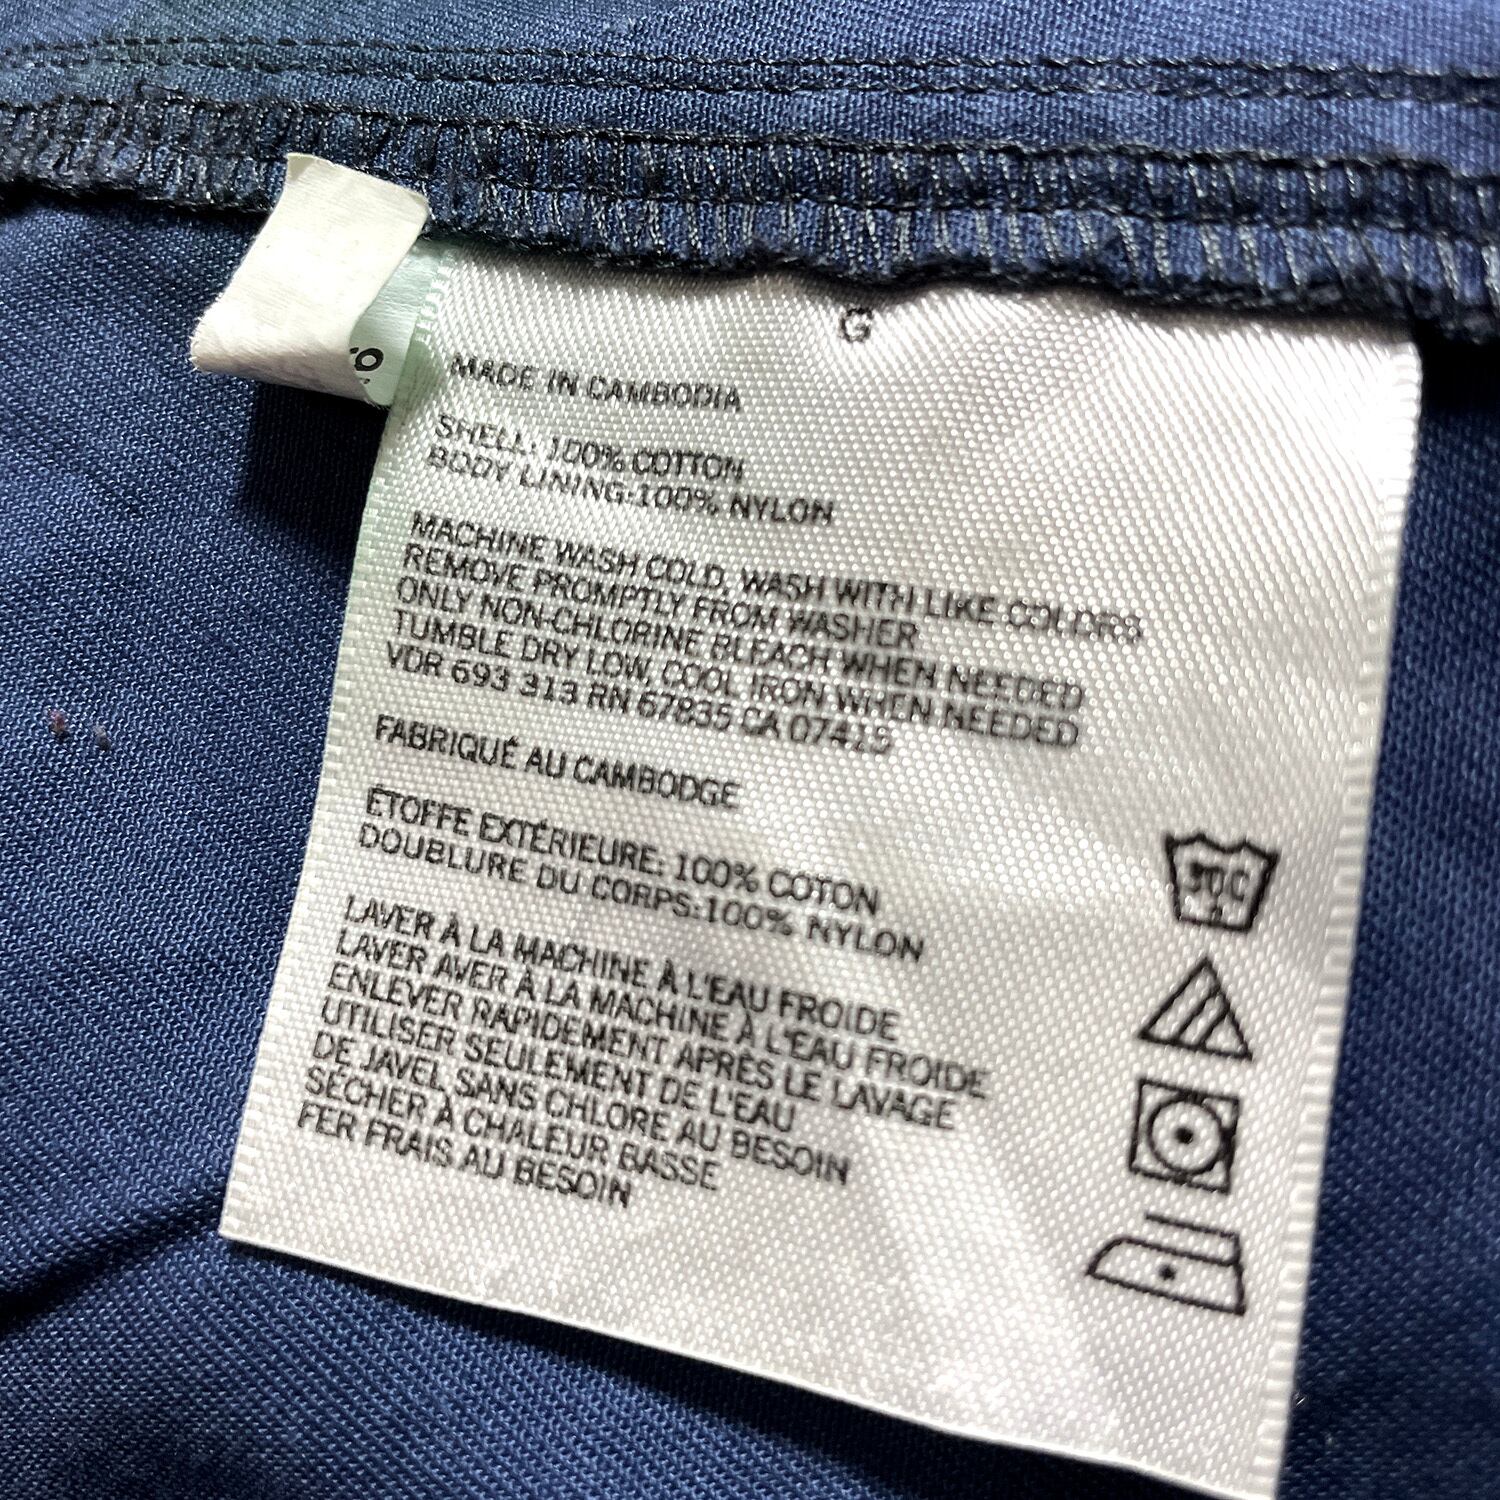 G
MADE IN CAMBODIA
SHELL: 100% COTTON
BODY LINING:100% NYLON
MACHINE WASH COLD, WASH WITH LIKE COLORS
REMOVE PROMPTLY FROM WASHER
ONLY NON-CHLORINE BLEACH WHEN NEEDED
TUMBLE DRY LOW, COOL IRON WHEN NEEDED
VDR 693 313 RN 67835 CA 07415
FABRIQUÉ AU CAMBODGE
ÉTOFFE EXTÉRIEURE: 100% COTON
DOUBLURE DU CORPS:100% NYLON
LAVER À LA MACHINE À L'EAU FROIDE
LAVER AVER À LA MACHINE À L'EAU FROIDE
ENLEVER RAPIDEMENT APRÈS LE LAVAGE
UTILISER SEULEMENT DE L'EAU
DE JAVEL SANS CHLORE AU BESOIN
SÉCHER À CHALEUR BASSE
FER FRAIS AU BESOIN
30C